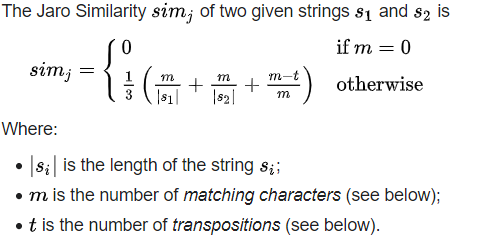 The Jaro Similarity sim_j of two given strings s_1 and s_2 is
sim_j = { 0 if m = 0
1/3 ( m/|s_1| + m/|s_2| + (m−t)/m ) otherwise
Where:
• |s_i| is the length of the string s_i;
• m is the number of matching characters (see below);
• t is the number of transpositions (see below).